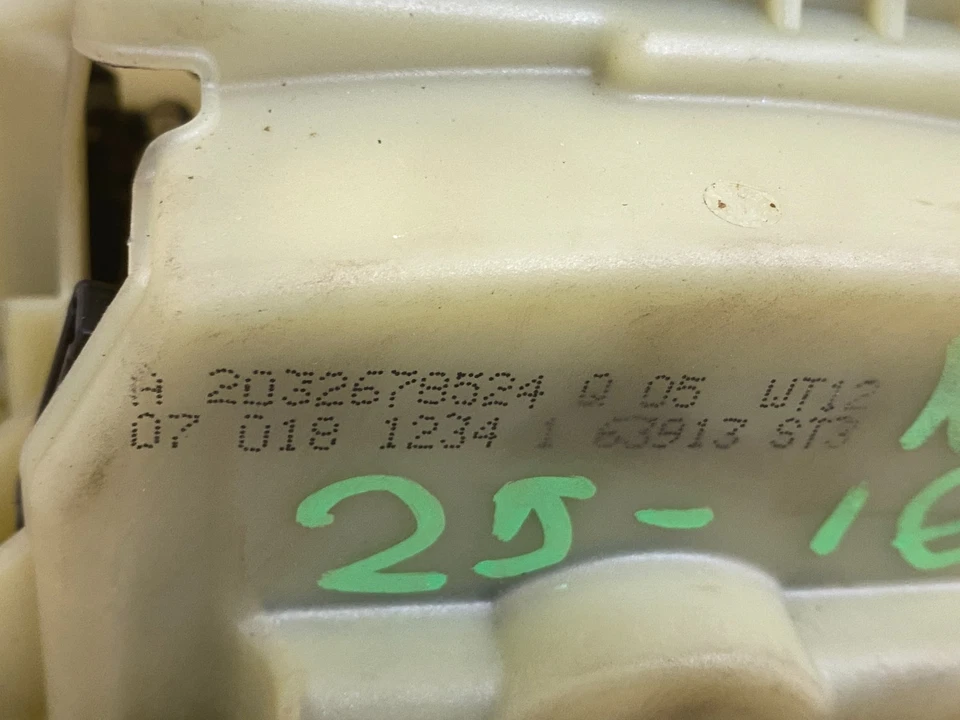 A 2032678524 Q 05 WT12
07 018 1234 1 63913 ST3
25-